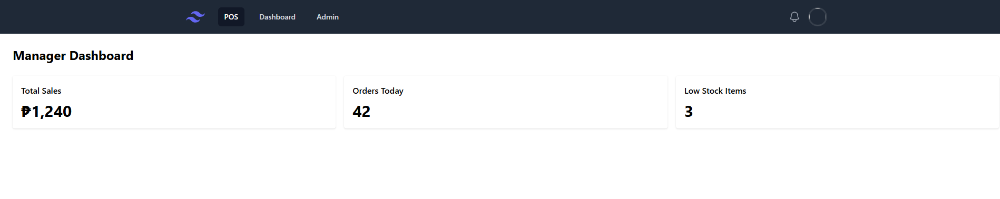 POS Dashboard Admin
Manager Dashboard
Total Sales
₱1,240
Orders Today
42
Low Stock Items
3